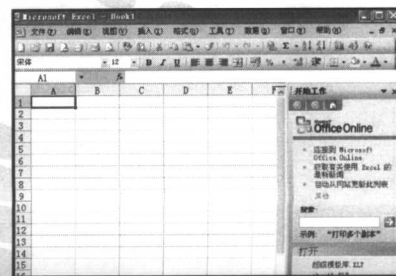 Microsoft Excel - Book1
文件(F) 编辑(E) 视图(V) 插入(I) 格式(O) 工具(T) 数据(D) 窗口(W) 帮助(H)
宋体 12 B I U
A1 fx
A B C D E F
开始工作
1
2
3
4
5
6
7
8
9
10
11
12
13
14
15
Office Online
连接到 Microsoft
Office Online
获取有关使用 Excel 的
最新新闻
自动从网站更新此列表
其他
搜索:
示例: "打印多个副本"
打开